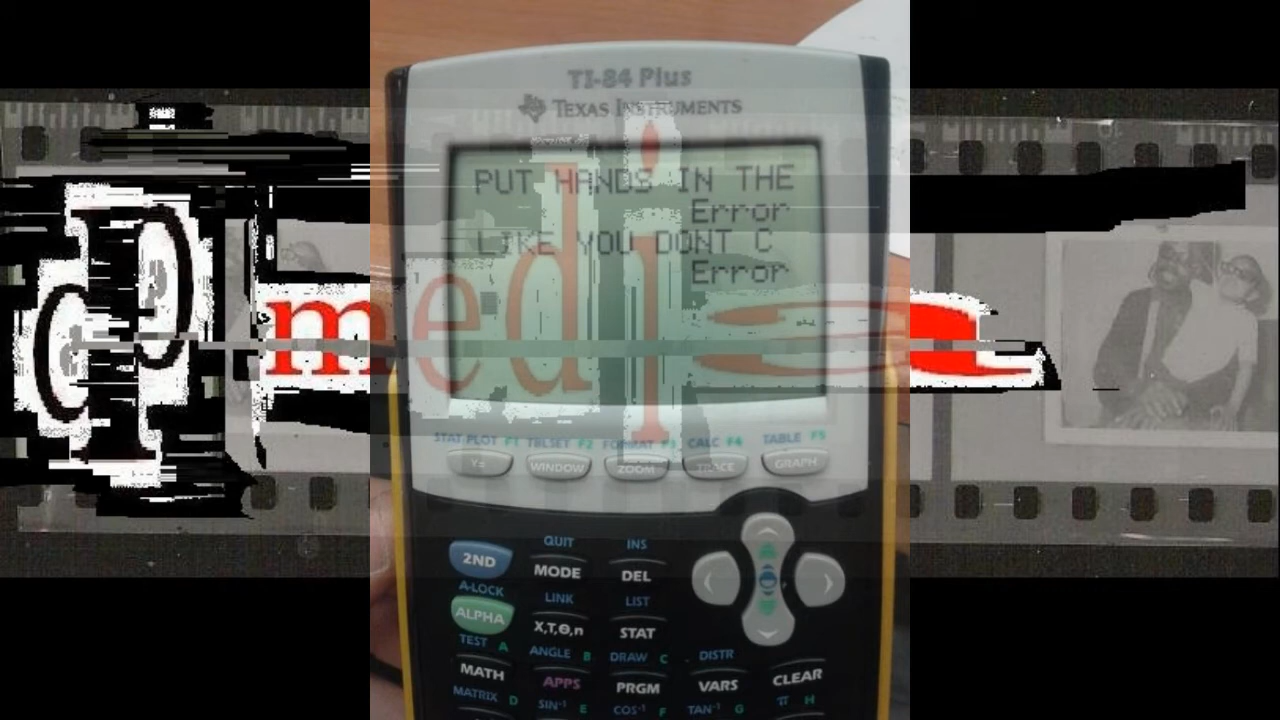 TI-84 Plus
TEXAS INSTRUMENTS
PUT HANDS IN THE
Error
LIKE YOU DONT C
Error
media
STAT PLOT F1 TBLSET F2 FORMAT F3 CALC F4 TABLE F5
Y= WINDOW ZOOM TRACE GRAPH
QUIT INS
2ND MODE DEL
A-LOCK LINK LIST
ALPHA X,T,Θ,n STAT
TEST A ANGLE B DRAW C DISTR
MATH APPS PRGM VARS CLEAR
MATRIX D SIN⁻¹ E COS⁻¹ F TAN⁻¹ G π H